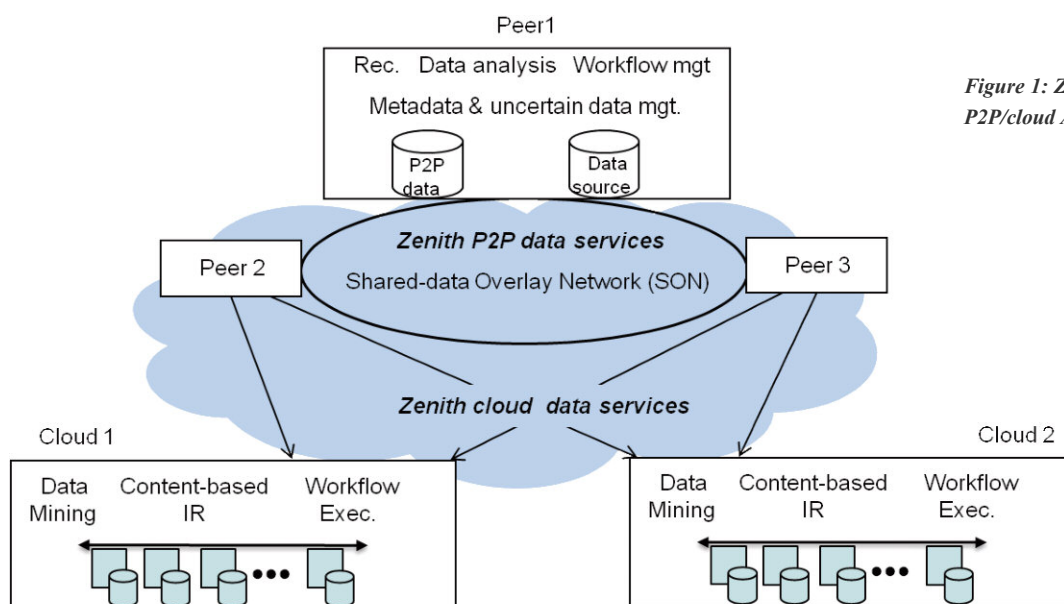 Peer1
Rec. Data analysis Workflow mgt
Metadata & uncertain data mgt.
P2P
data
Data
source
Figure 1: Z
P2P/cloud
Zenith P2P data services
Shared-data Overlay Network (SON)
Peer 2
Peer 3
Zenith cloud data services
Cloud 1
Data
Mining
Content-based
IR
Workflow
Exec.
Cloud 2
Data
Mining
Content-based
IR
Workflow
Exec.